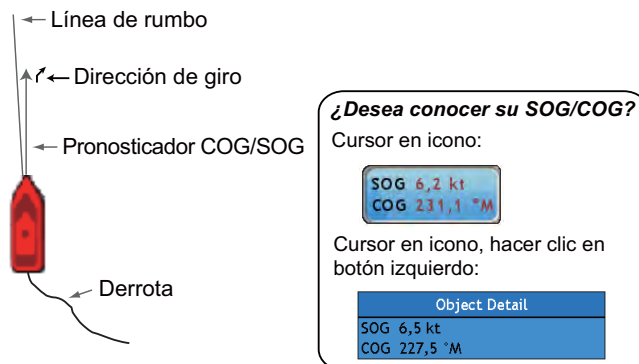 Línea de rumbo
Dirección de giro
Pronosticador COG/SOG
Derrota
¿Desea conocer su SOG/COG?
Cursor en icono:
SOG 6,2 kt
COG 231,1 °M
Cursor en icono, hacer clic en
botón izquierdo:
Object Detail
SOG 6,5 kt
COG 227,5 °M